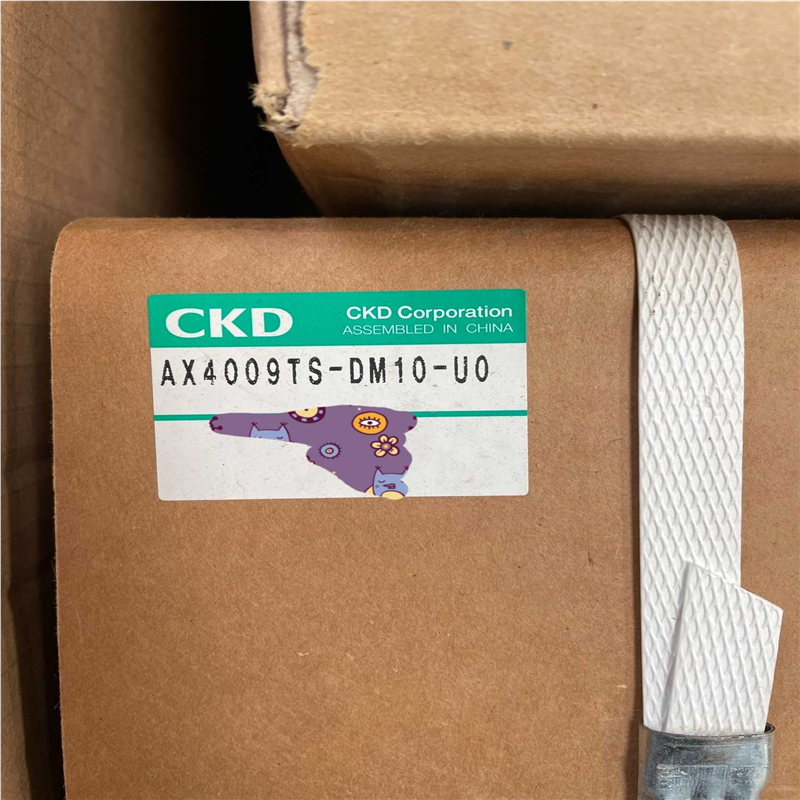 CKD
CKD Corporation
ASSEMBLED IN CHINA
AX4009TS-DM10-U0